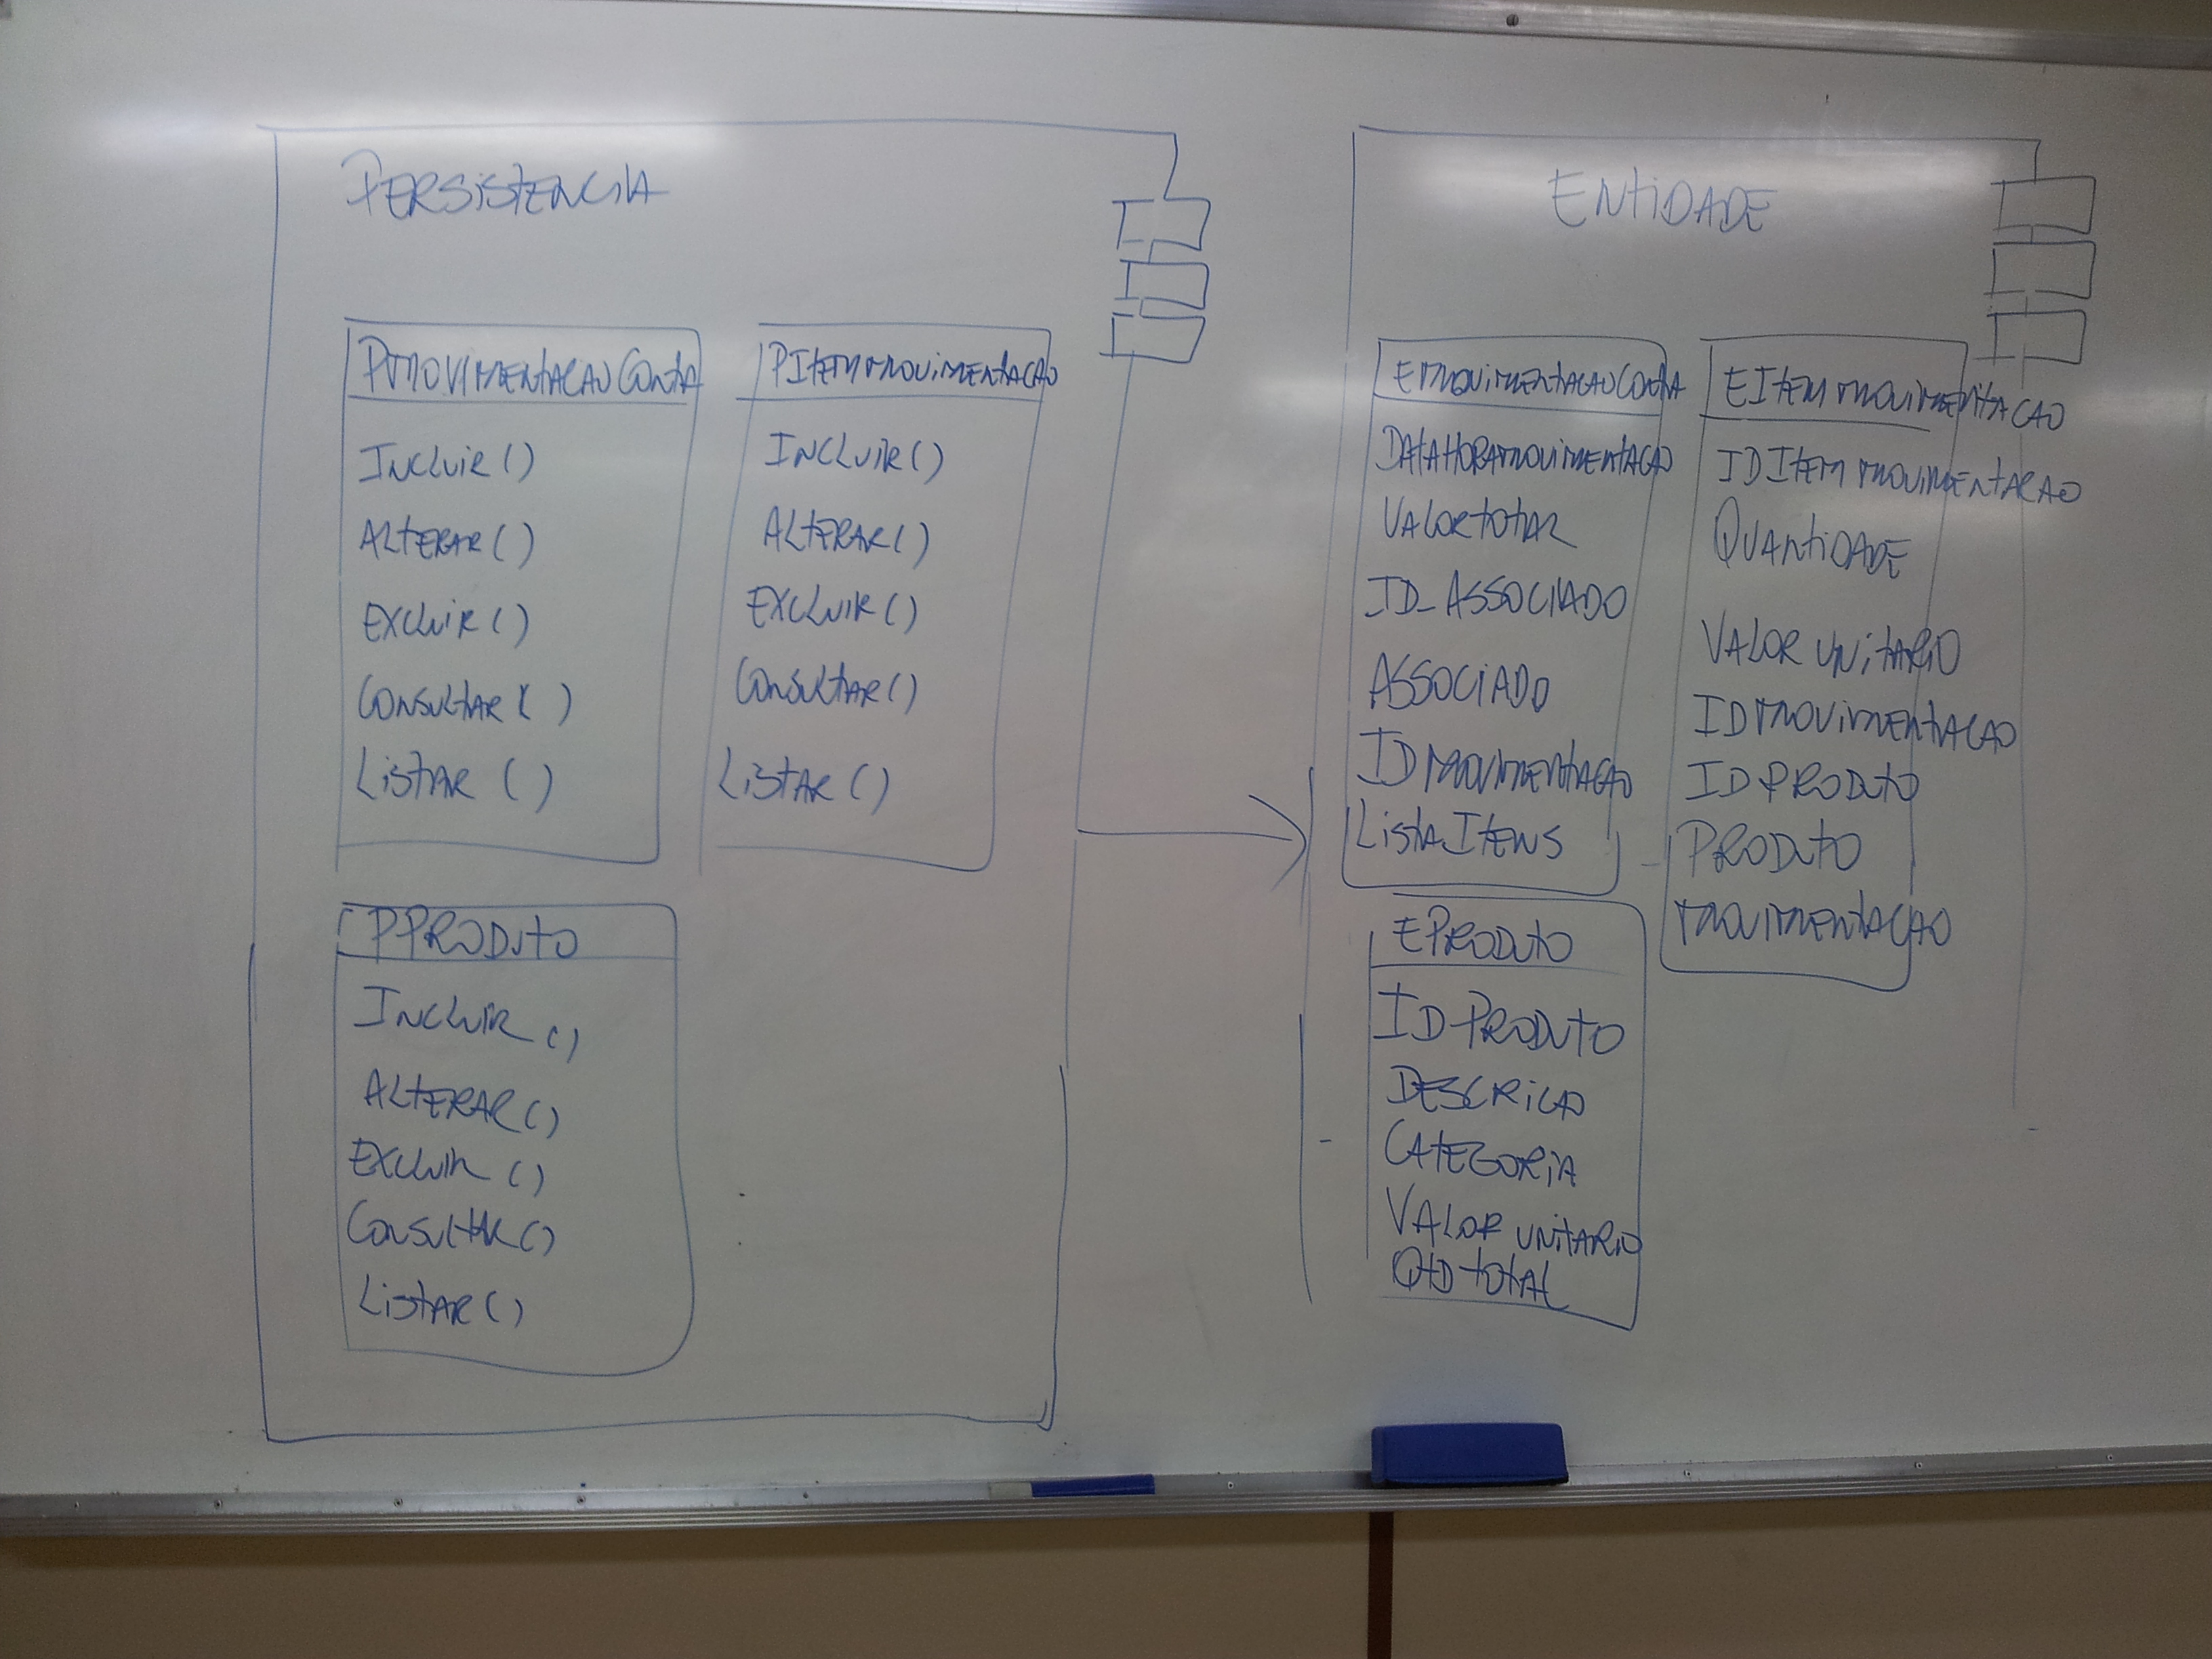 PERSISTENCIA
PMOVIMENTACAOCONTA
INCLUIR ( )
ALTERAR ( )
EXCLUIR ( )
CONSULTAR ( )
LISTAR ( )
PITEMMOVIMENTACAO
INCLUIR ( )
ALTERAR ( )
EXCLUIR ( )
CONSULTAR ( )
LISTAR ( )
PPRODUTO
INCLUIR ( )
ALTERAR ( )
EXCLUIR ( )
CONSULTAR ( )
LISTAR ( )
ENTIDADE
EMOVIMENTACAOCONTA
DATAHORAMOVIMENTACAO
VALORTOTAL
ID_ASSOCIADO
ASSOCIADO
IDMOVIMENTACAO
LISTAITENS
EITEMMOVIMENTACAO
IDITEMMOVIMENTACAO
QUANTIDADE
VALOR UNITARIO
IDMOVIMENTACAO
IDPRODUTO
PRODUTO
MOVIMENTACAO
EPRODUTO
ID PRODUTO
DESCRICAO
CATEGORIA
VALOR UNITARIO
QTD TOTAL